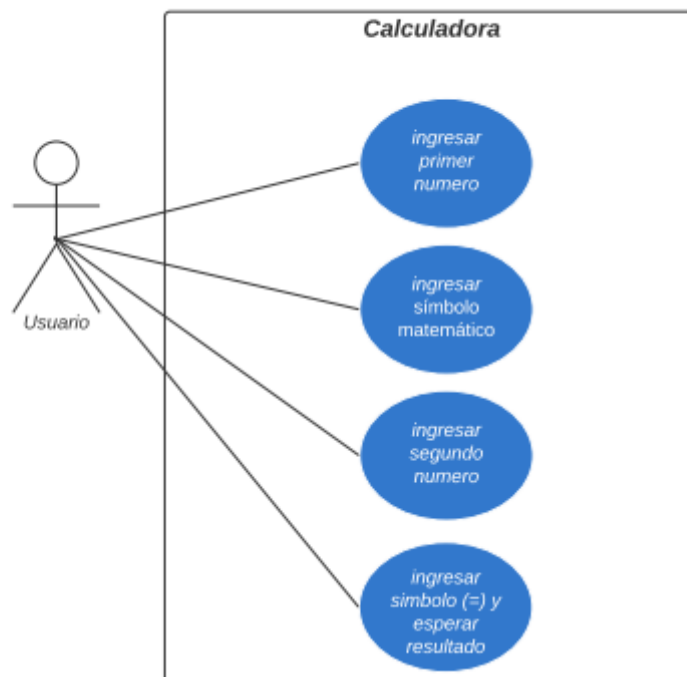 Calculadora
ingresar
primer
numero
ingresar
símbolo
matemático
Usuario
ingresar
segundo
numero
ingresar
simbolo (=) y
esperar
resultado